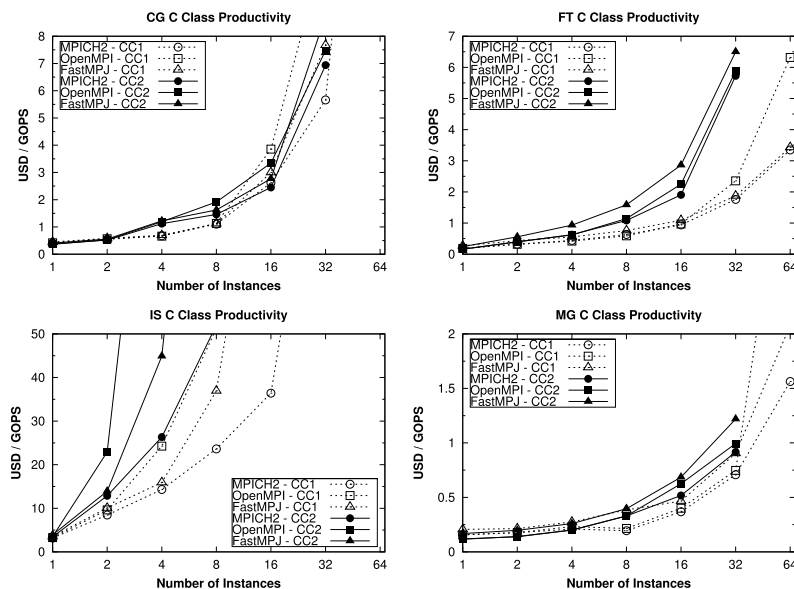 CG C Class Productivity
USD / GOPS
8
7
6
5
4
3
2
1
0
MPICH2 - CC1
OpenMPI - CC1
FastMPJ - CC1
MPICH2 - CC2
OpenMPI - CC2
FastMPJ - CC2
1 2 4 8 16 32 64
Number of Instances
FT C Class Productivity
USD / GOPS
7
6
5
4
3
2
1
0
MPICH2 - CC1
OpenMPI - CC1
FastMPJ - CC1
MPICH2 - CC2
OpenMPI - CC2
FastMPJ - CC2
1 2 4 8 16 32 64
Number of Instances
IS C Class Productivity
USD / GOPS
50
40
30
20
10
0
MPICH2 - CC1
OpenMPI - CC1
FastMPJ - CC1
MPICH2 - CC2
OpenMPI - CC2
FastMPJ - CC2
1 2 4 8 16 32 64
Number of Instances
MG C Class Productivity
USD / GOPS
2
1.5
1
0.5
0
MPICH2 - CC1
OpenMPI - CC1
FastMPJ - CC1
MPICH2 - CC2
OpenMPI - CC2
FastMPJ - CC2
1 2 4 8 16 32 64
Number of Instances